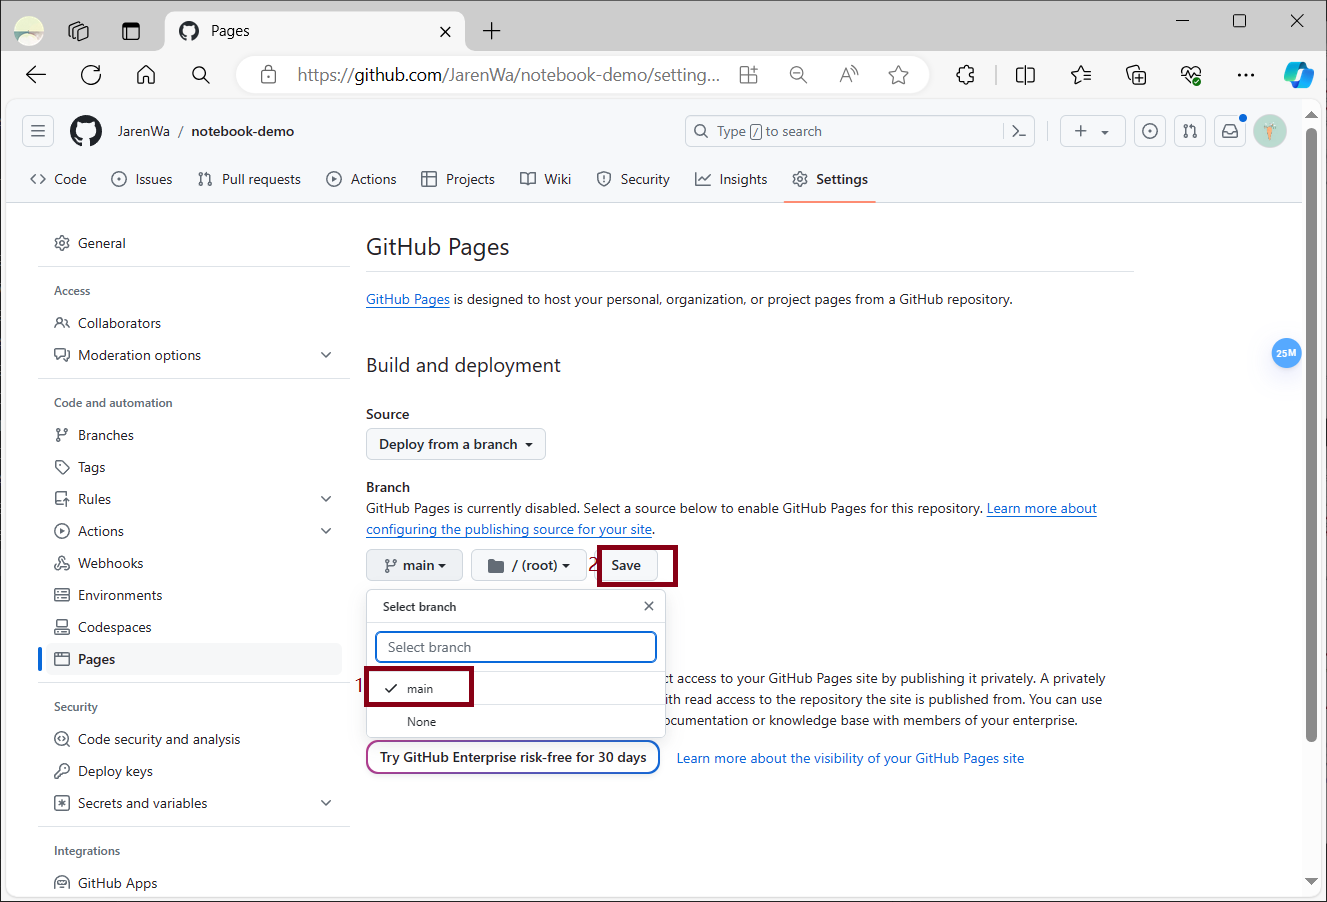 Pages
https://github.com/JarenWa/notebook-demo/setting...
JarenWa / notebook-demo
Type / to search
Code
Issues
Pull requests
Actions
Projects
Wiki
Security
Insights
Settings
General
Access
Collaborators
Moderation options
Code and automation
Branches
Tags
Rules
Actions
Webhooks
Environments
Codespaces
Pages
Security
Code security and analysis
Deploy keys
Secrets and variables
Integrations
GitHub Apps
GitHub Pages
GitHub Pages is designed to host your personal, organization, or project pages from a GitHub repository.
Build and deployment
Source
Deploy from a branch
Branch
GitHub Pages is currently disabled. Select a source below to enable GitHub Pages for this repository. Learn more about
configuring the publishing source for your site.
main
/ (root)
2
Save
Select branch
Select branch
1
main
None
ct access to your GitHub Pages site by publishing it privately. A privately
ith read access to the repository the site is published from. You can use
ocumentation or knowledge base with members of your enterprise.
Try GitHub Enterprise risk-free for 30 days
Learn more about the visibility of your GitHub Pages site
25M